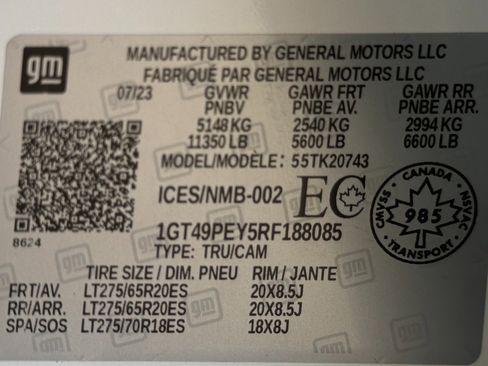 gm
MANUFACTURED BY GENERAL MOTORS LLC
FABRIQUÉ PAR GENERAL MOTORS LLC
07/23 GVWR GAWR FRT GAWR RR
PNBV PNBE AV. PNBE ARR.
5148 KG 2540 KG 2994 KG
11350 LB 5600 LB 6600 LB
MODEL/MODÈLE: 55TK20743
ICES/NMB-002 EC
CANADA
CMVSS 985 NSVAC
TRANSPORT
8624
1GT49PEY5RF188085
TYPE: TRU/CAM
TIRE SIZE / DIM. PNEU RIM / JANTE
FRT/AV. LT275/65R20ES 20X8.5J
RR/ARR. LT275/65R20ES 20X8.5J
SPA/SOS LT275/70R18ES 18X8J